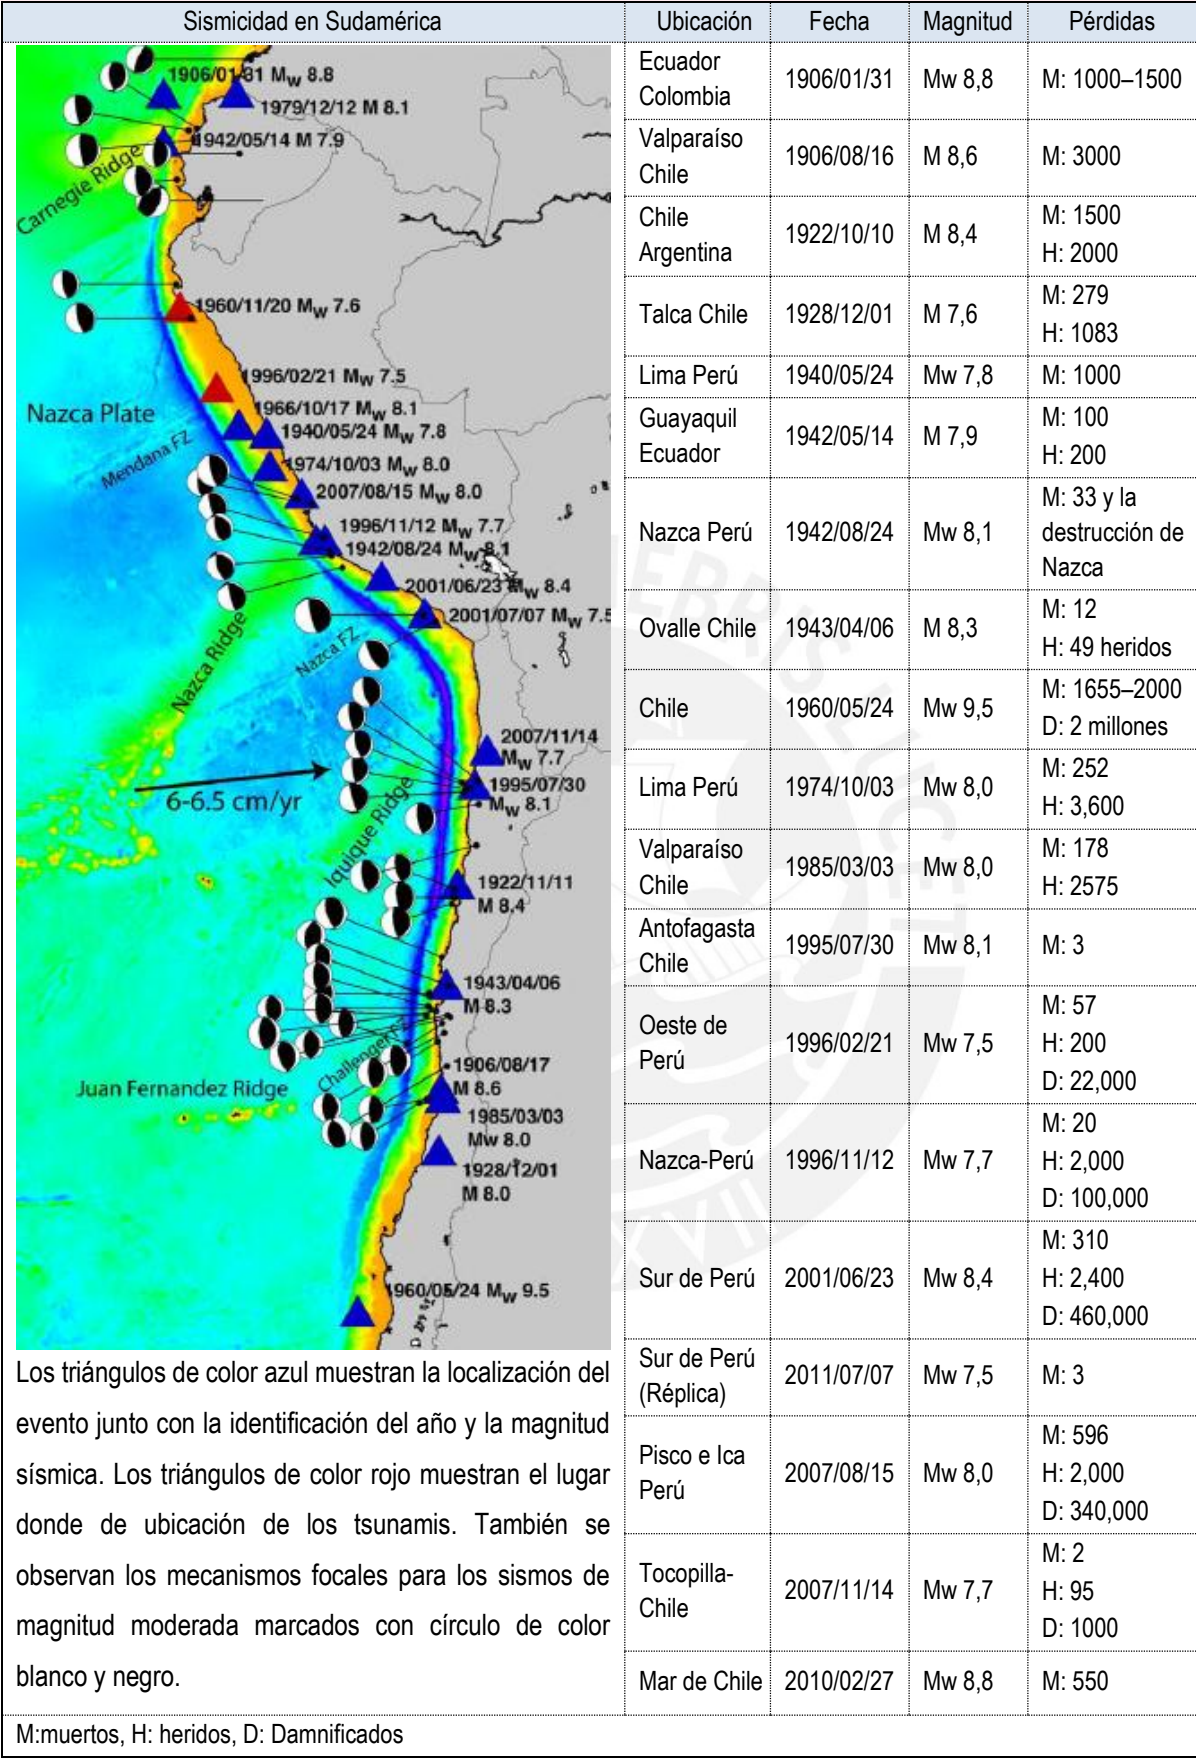 Sismicidad en Sudamérica
1906/01/31 Mw 8.8
1979/12/12 M 8.1
1942/05/14 M 7.9
Carnegie Ridge
1960/11/20 Mw 7.6
1996/02/21 Mw 7.5
Nazca Plate
1966/10/17 Mw 8.1
1940/05/24 Mw 7.8
Mendana FZ
1974/10/03 Mw 8.0
2007/08/15 Mw 8.0
1996/11/12 Mw 7.7
1942/08/24 Mw 8.1
2001/06/23 Mw 8.4
2001/07/07 Mw 7.5
Nazca Ridge
Nazca FZ
2007/11/14
Mw 7.7
1995/07/30
Mw 8.1
6-6.5 cm/yr
Iquique Ridge
1922/11/11
M 8.4
1943/04/06
M 8.3
Challenger FZ
1906/08/17
M 8.6
Juan Fernandez Ridge
1985/03/03
Mw 8.0
1928/12/01
M 8.0
1960/05/24 Mw 9.5
Los triángulos de color azul muestran la localización del
evento junto con la identificación del año y la magnitud
sísmica. Los triángulos de color rojo muestran el lugar
donde de ubicación de los tsunamis. También se
observan los mecanismos focales para los sismos de
magnitud moderada marcados con círculo de color
blanco y negro.
Ubicación Fecha Magnitud Pérdidas
Ecuador
Colombia 1906/01/31 Mw 8,8 M: 1000–1500
Valparaíso
Chile 1906/08/16 M 8,6 M: 3000
Chile
Argentina 1922/10/10 M 8,4 M: 1500
H: 2000
Talca Chile 1928/12/01 M 7,6 M: 279
H: 1083
Lima Perú 1940/05/24 Mw 7,8 M: 1000
Guayaquil
Ecuador 1942/05/14 M 7,9 M: 100
H: 200
Nazca Perú 1942/08/24 Mw 8,1 M: 33 y la
destrucción de
Nazca
Ovalle Chile 1943/04/06 M 8,3 M: 12
H: 49 heridos
Chile 1960/05/24 Mw 9,5 M: 1655–2000
D: 2 millones
Lima Perú 1974/10/03 Mw 8,0 M: 252
H: 3,600
Valparaíso
Chile 1985/03/03 Mw 8,0 M: 178
H: 2575
Antofagasta
Chile 1995/07/30 Mw 8,1 M: 3
Oeste de
Perú 1996/02/21 Mw 7,5 M: 57
H: 200
D: 22,000
Nazca-Perú 1996/11/12 Mw 7,7 M: 20
H: 2,000
D: 100,000
Sur de Perú 2001/06/23 Mw 8,4 M: 310
H: 2,400
D: 460,000
Sur de Perú
(Réplica) 2011/07/07 Mw 7,5 M: 3
Pisco e Ica
Perú 2007/08/15 Mw 8,0 M: 596
H: 2,000
D: 340,000
Tocopilla-
Chile 2007/11/14 Mw 7,7 M: 2
H: 95
D: 1000
Mar de Chile 2010/02/27 Mw 8,8 M: 550
M:muertos, H: heridos, D: Damnificados